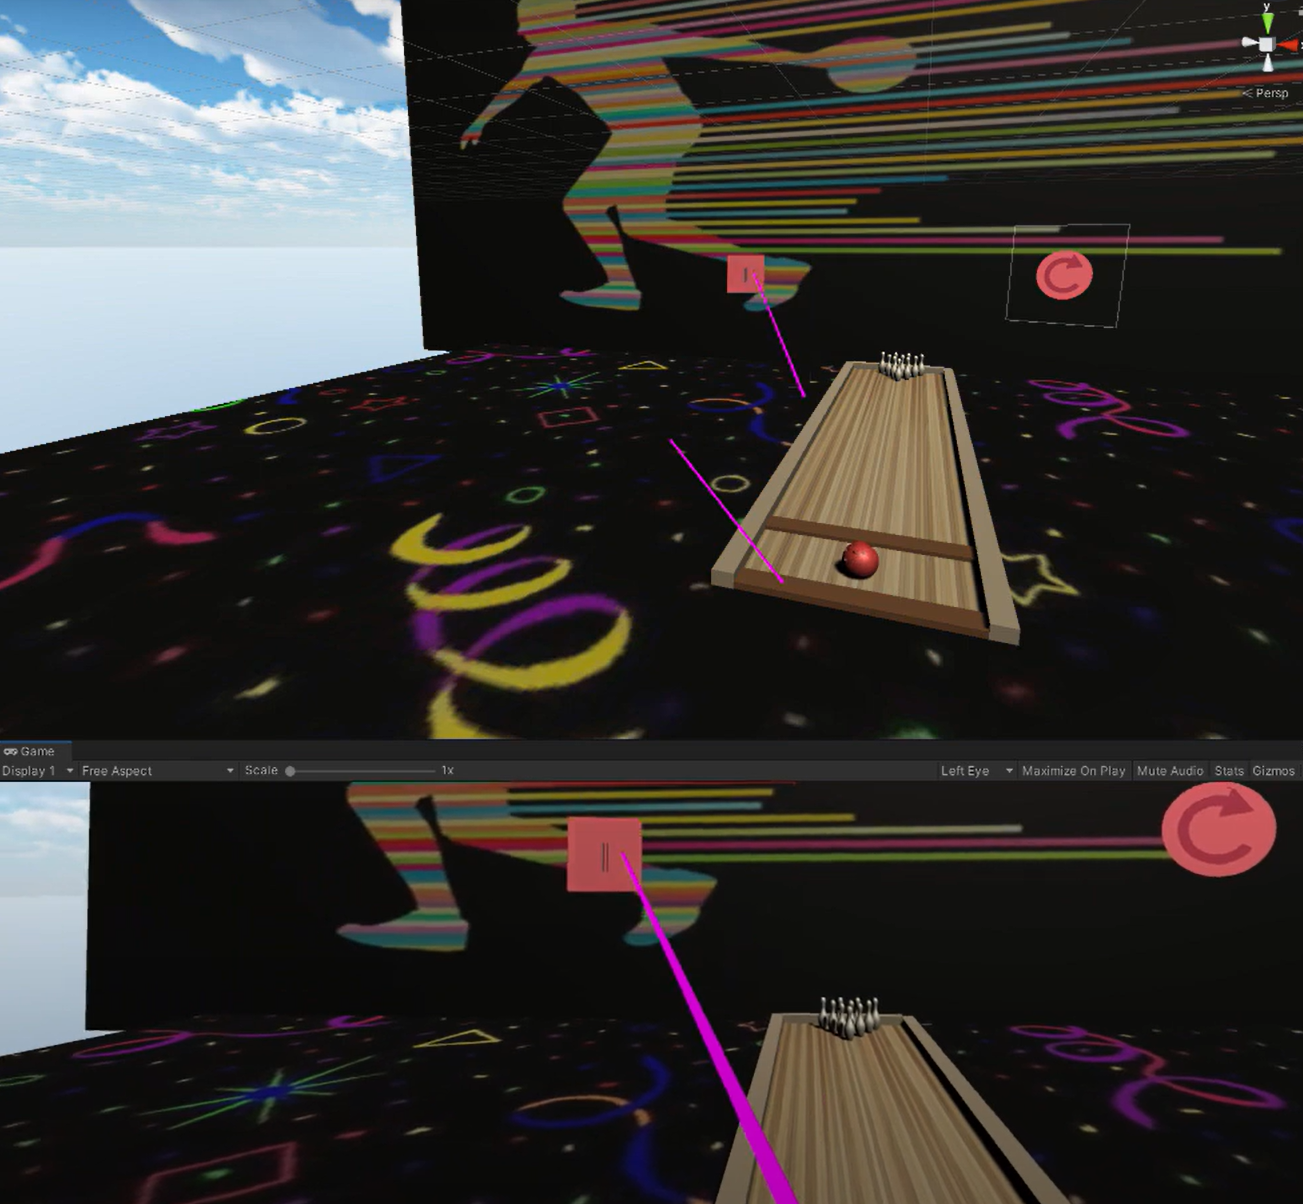 y
< Persp
Game
Display 1 Free Aspect Scale 1x Left Eye Maximize On Play Mute Audio Stats Gizmos